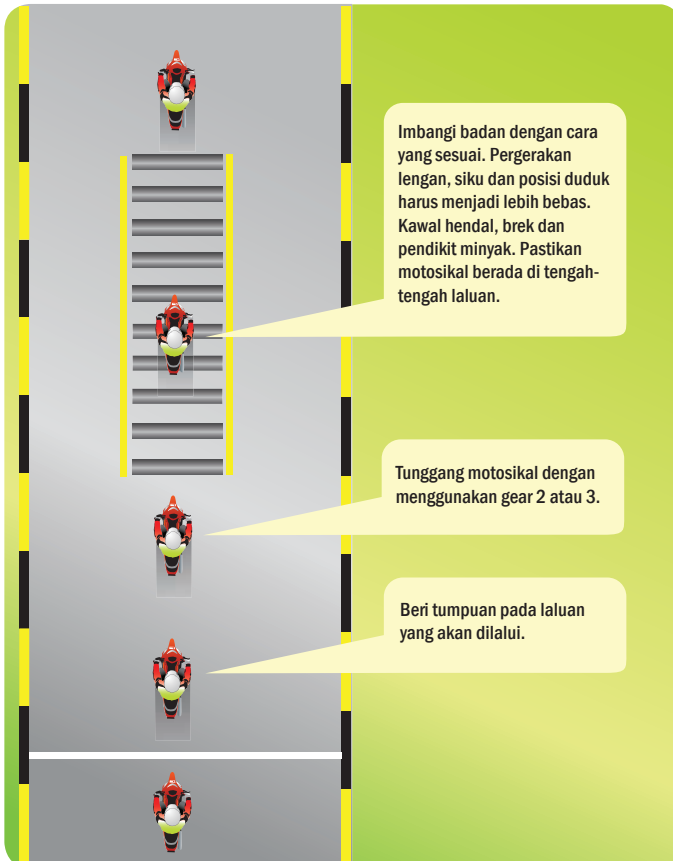 Imbangi badan dengan cara
yang sesuai. Pergerakan
lengan, siku dan posisi duduk
harus menjadi lebih bebas.
Kawal hendal, brek dan
pendikit minyak. Pastikan
motosikal berada di tengah-
tengah laluan.
Tunggang motosikal dengan
menggunakan gear 2 atau 3.
Beri tumpuan pada laluan
yang akan dilalui.